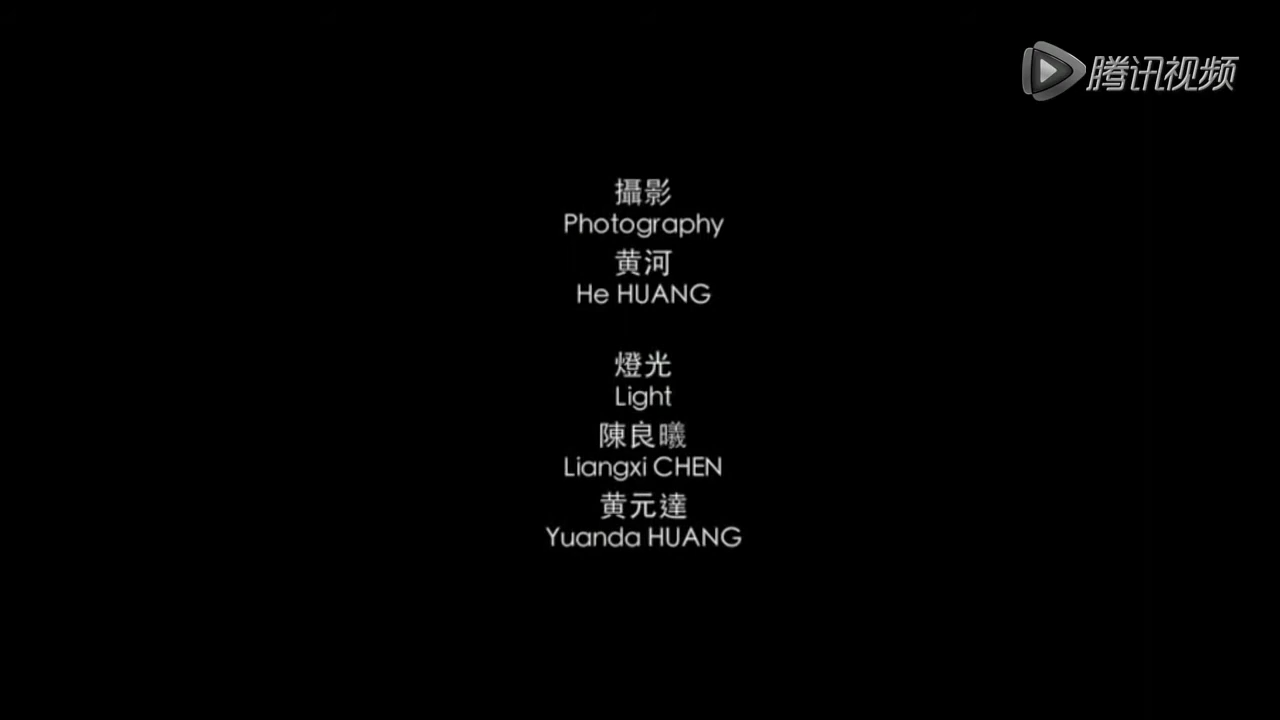 腾讯视频
攝影
Photography
黄河
He HUANG
燈光
Light
陳良曦
Liangxi CHEN
黄元達
Yuanda HUANG